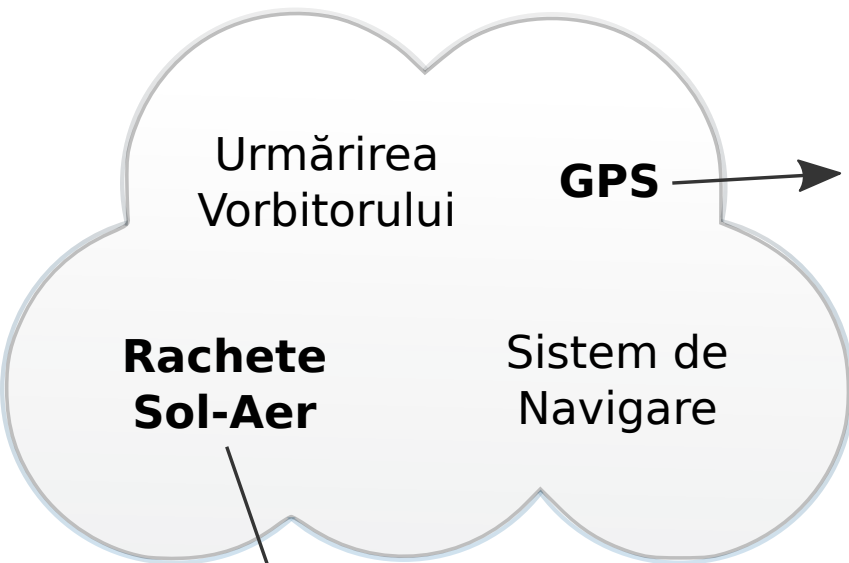 Urmărirea
Vorbitorului
GPS
Rachete
Sol-Aer
Sistem de
Navigare